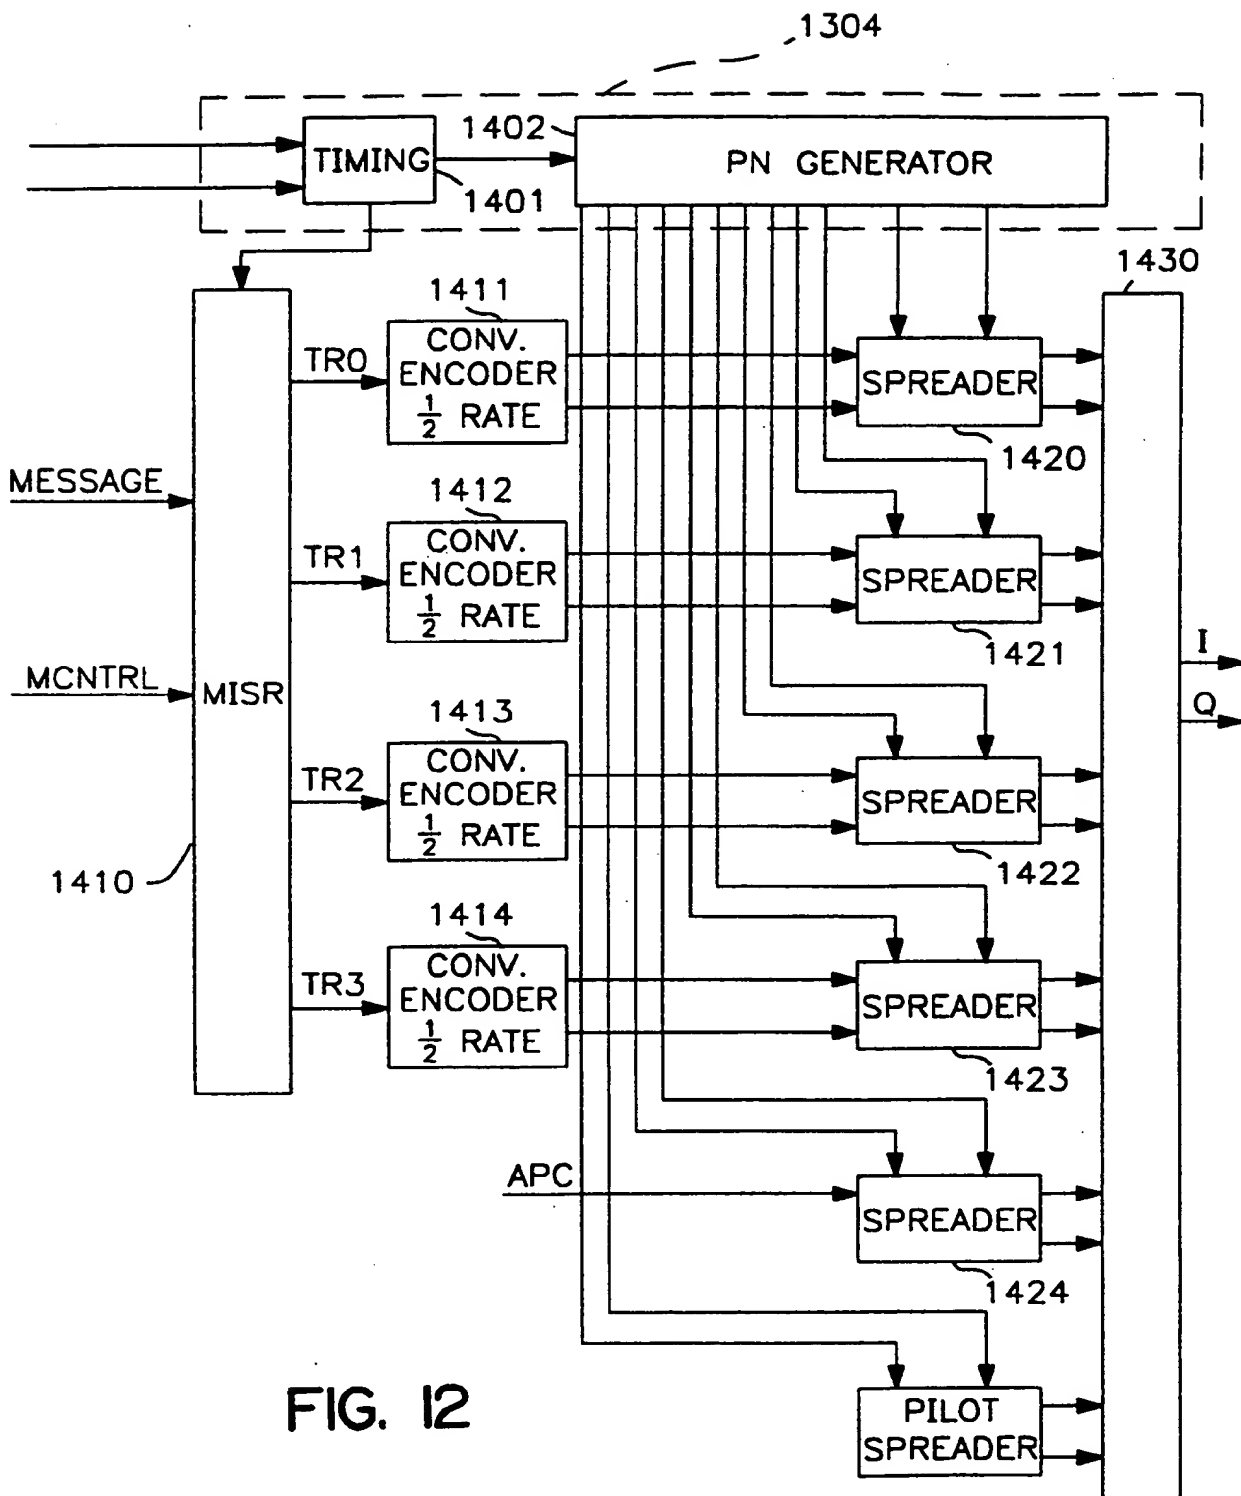 1304
1402
TIMING
PN GENERATOR
1401
1430
1411
CONV.
ENCODER
1/2 RATE
TR0
SPREADER
1420
MESSAGE
1412
CONV.
ENCODER
1/2 RATE
TR1
SPREADER
1421
I
MCNTRL
MISR
Q
1413
CONV.
ENCODER
1/2 RATE
TR2
SPREADER
1422
1410
1414
CONV.
ENCODER
1/2 RATE
TR3
SPREADER
1423
APC
SPREADER
1424
FIG. 12
PILOT
SPREADER